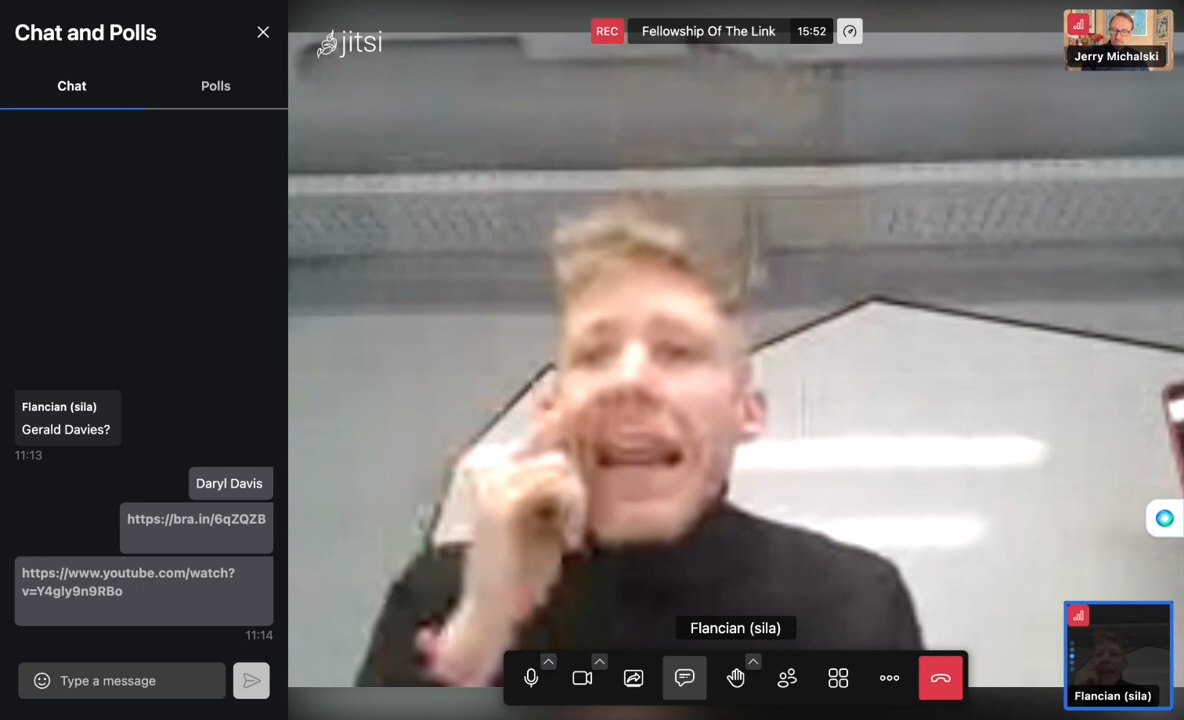 Chat and Polls
Chat
Polls
Flancian (sila)
Gerald Davies?
11:13
Daryl Davis
https://bra.in/6qZQZB
https://www.youtube.com/watch?
v=Y4gly9n9RBo
11:14
Type a message
jitsi
REC
Fellowship Of The Link
15:52
Jerry Michalski
Flancian (sila)
Flancian (sila)